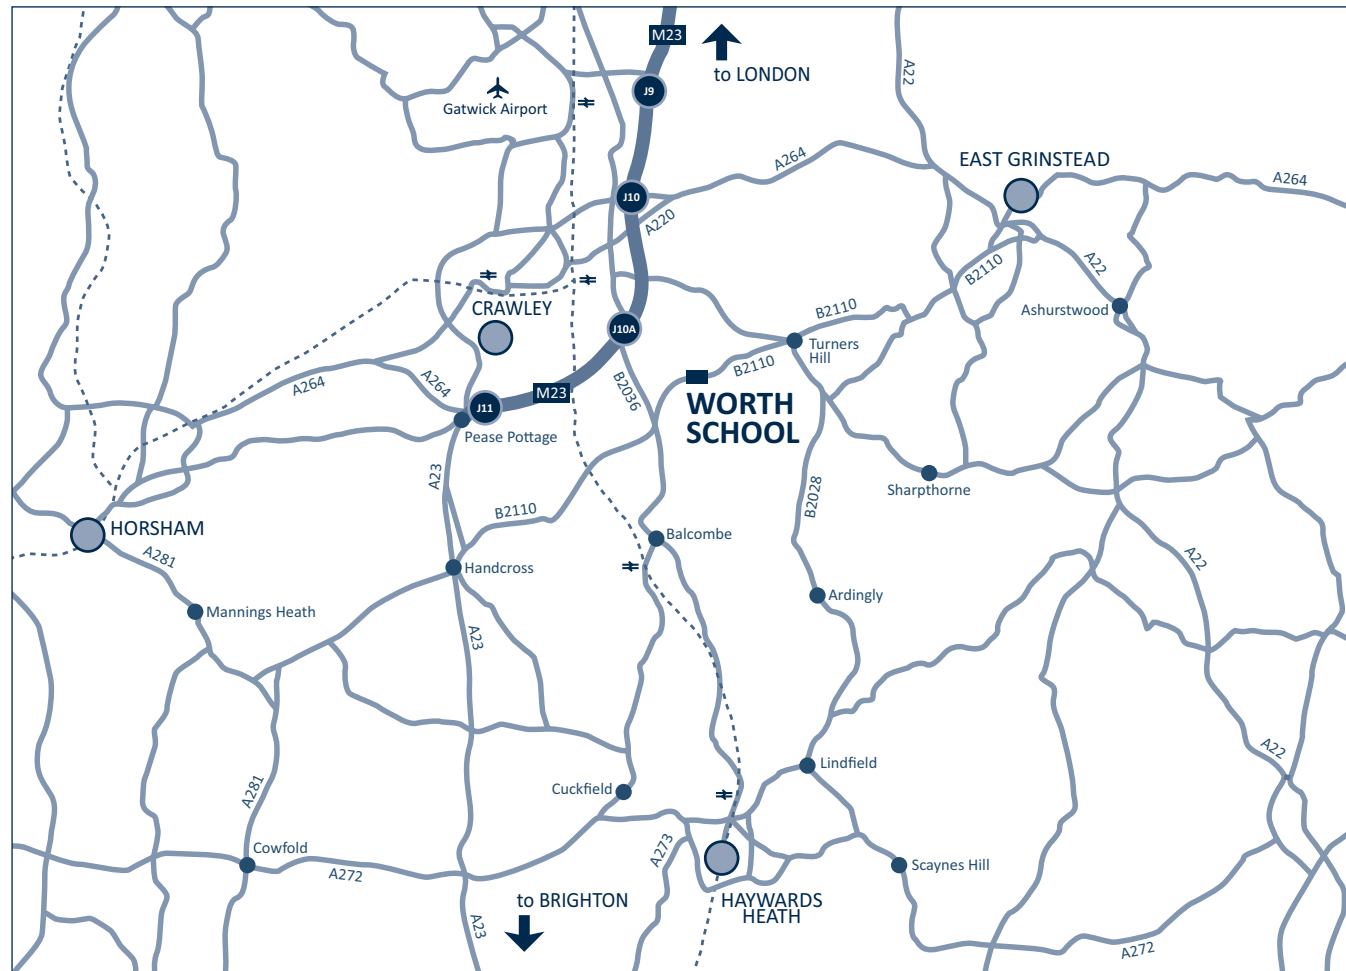 M23
to LONDON
A22
J9
Gatwick Airport
A264
EAST GRINSTEAD
A264
J10
A220
B2110
A22
CRAWLEY
B2110
Ashurstwood
J10A
Turners
Hill
B2110
A264
A264
M23
B2036
J11
WORTH
SCHOOL
Pease Pottage
A23
Sharpthorne
B2028
B2110
HORSHAM
Balcombe
A281
A22
Handcross
Ardingly
Mannings Heath
A23
A22
Lindfield
A281
Cuckfield
Cowfold
A273
Scaynes Hill
A272
to BRIGHTON
HAYWARDS
HEATH
A23
A272